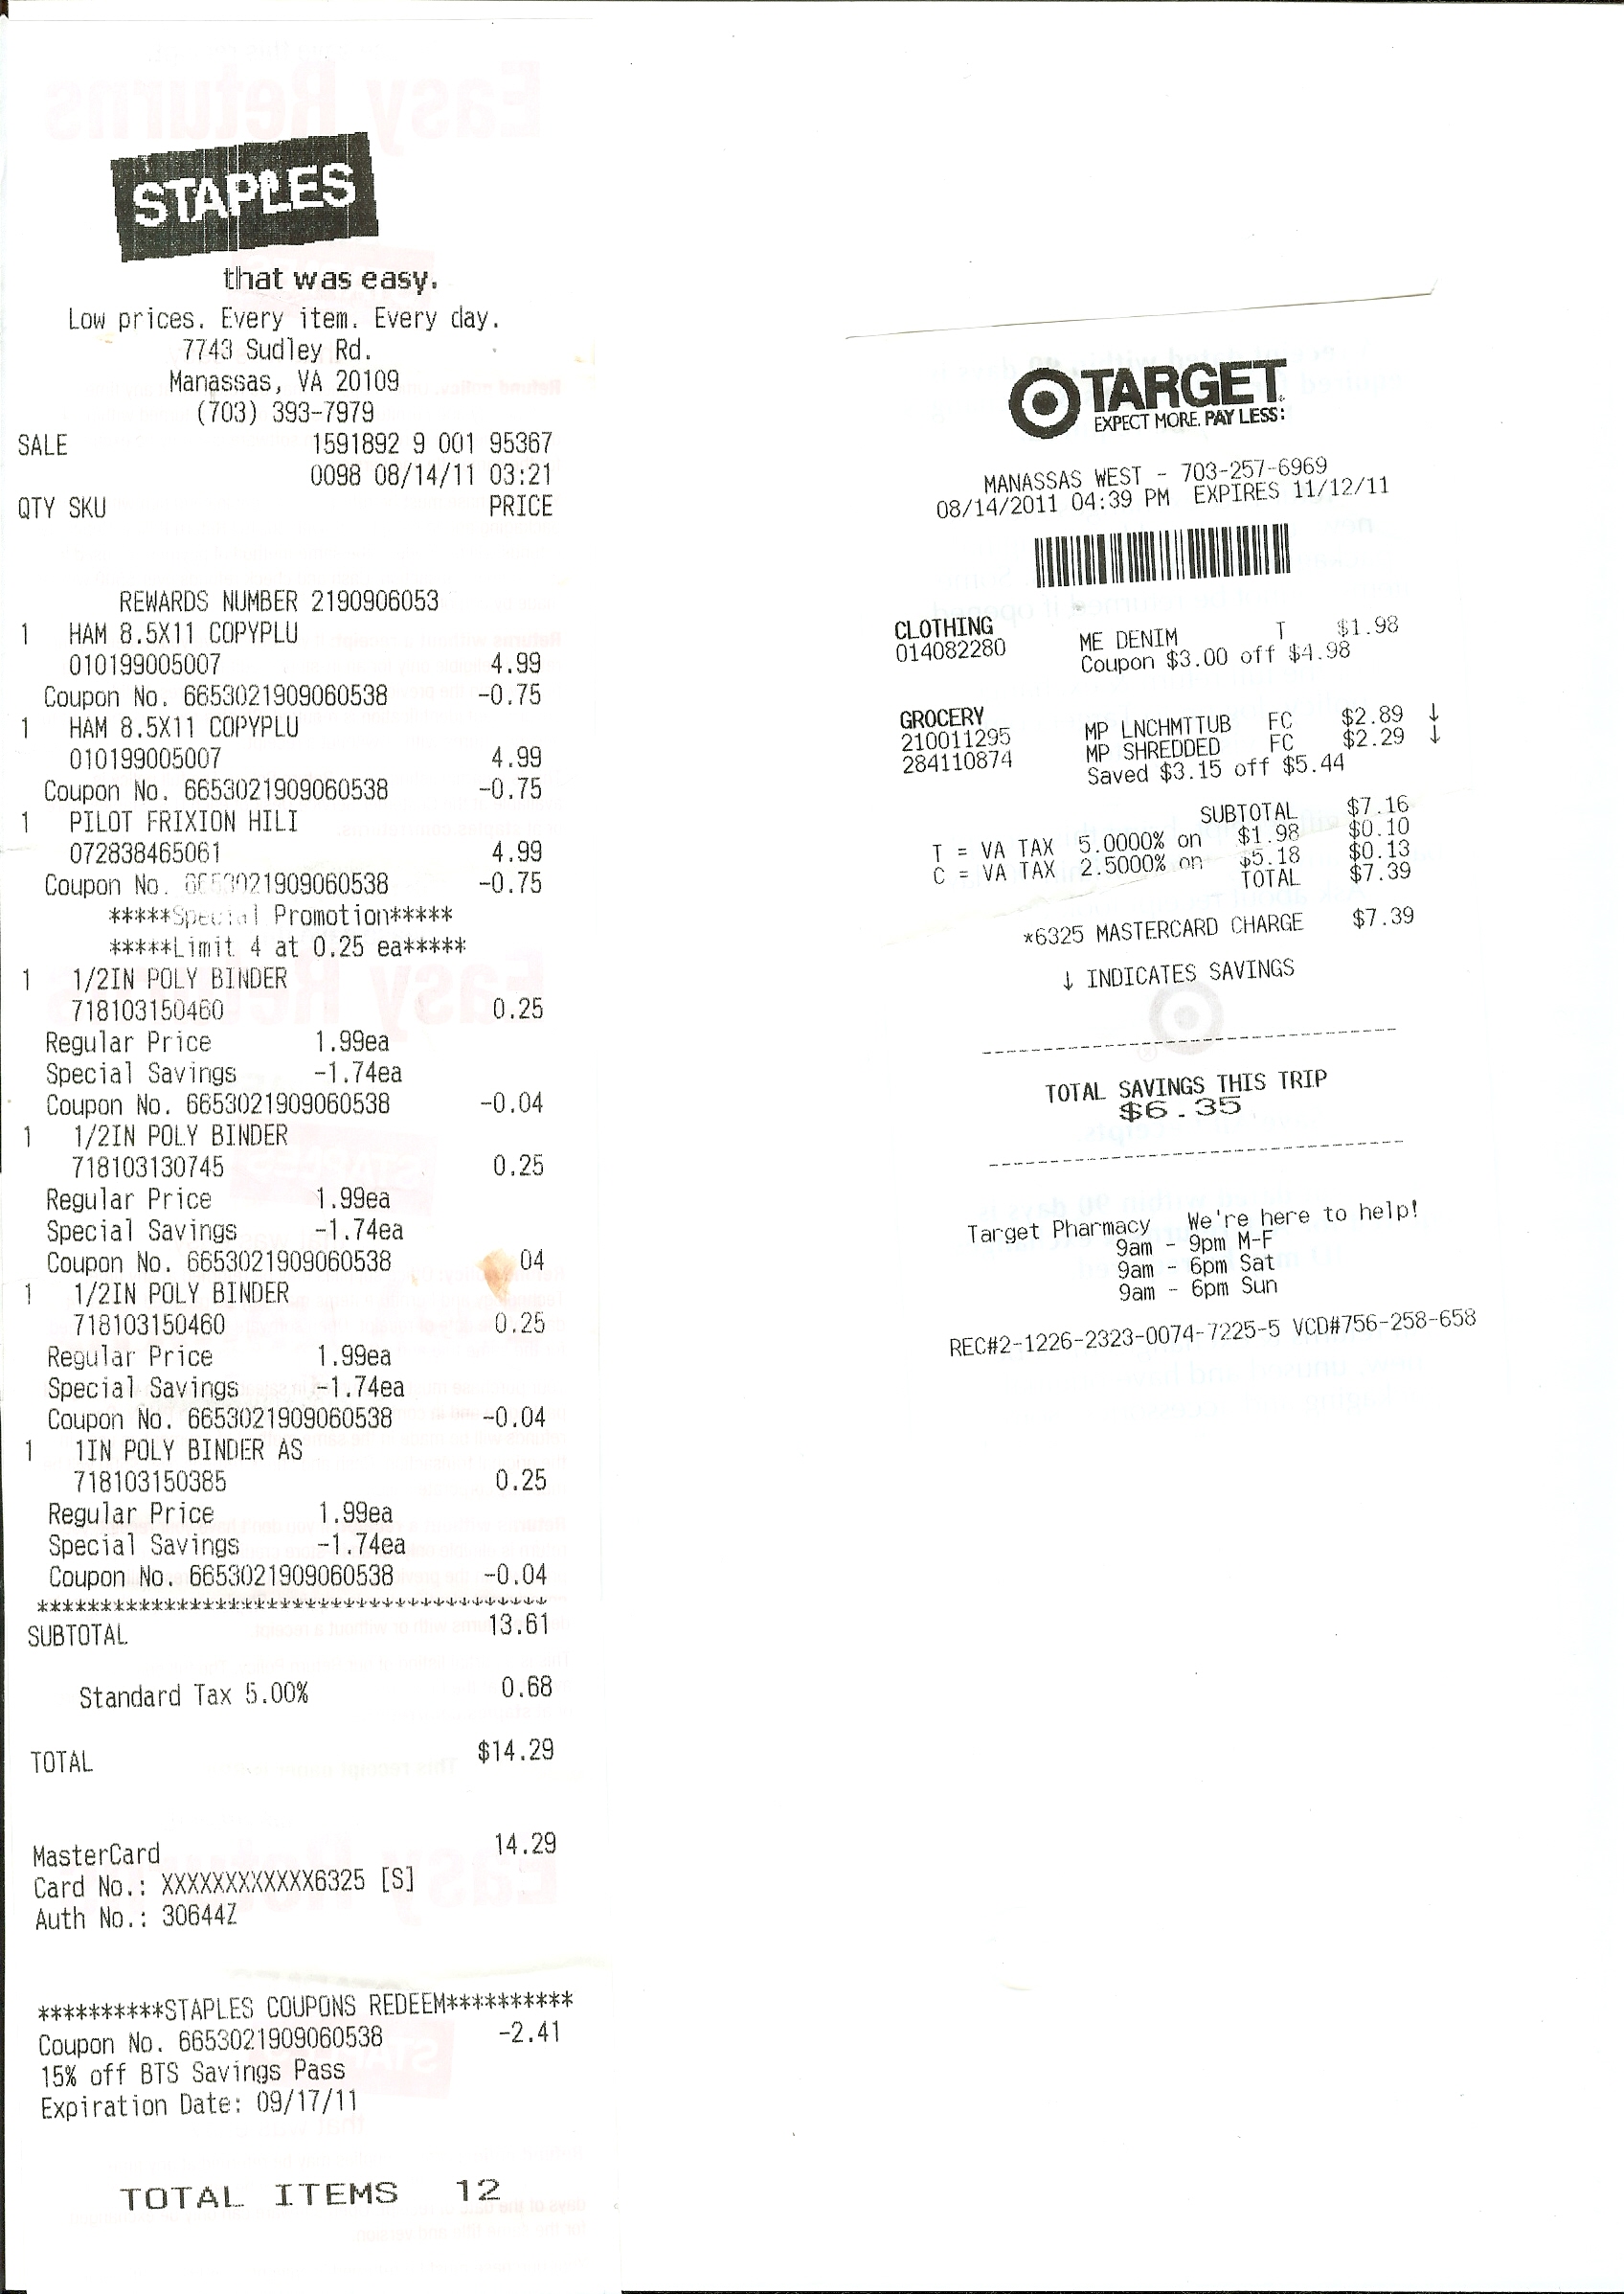 STAPLES
that was easy.
Low prices. Every item. Every day.
7743 Sudley Rd.
Manassas, VA 20109
(703) 393-7979
SALE 1591892 9 001 95367
0098 08/14/11 03:21
QTY SKU PRICE
REWARDS NUMBER 2190906053
1 HAM 8.5X11 COPYPLU
010199005007 4.99
Coupon No. 6653021909060538 -0.75
1 HAM 8.5X11 COPYPLU
010199005007 4.99
Coupon No. 6653021909060538 -0.75
1 PILOT FRIXION HILI
072838465061 4.99
Coupon No. 6653021909060538 -0.75
*****Special Promotion*****
*****Limit 4 at 0.25 ea*****
1 1/2IN POLY BINDER
718103150460 0.25
Regular Price 1.99ea
Special Savings -1.74ea
Coupon No. 6653021909060538 -0.04
1 1/2IN POLY BINDER
718103130745 0.25
Regular Price 1.99ea
Special Savings -1.74ea
Coupon No. 6653021909060538 04
1 1/2IN POLY BINDER
718103150460 0.25
Regular Price 1.99ea
Special Savings -1.74ea
Coupon No. 6653021909060538 -0.04
1 1IN POLY BINDER AS
718103150385 0.25
Regular Price 1.99ea
Special Savings -1.74ea
Coupon No. 6653021909060538 -0.04
****************************************
SUBTOTAL 13.61
Standard Tax 5.00% 0.68
TOTAL $14.29
MasterCard 14.29
Card No.: XXXXXXXXXXXX6325 [S]
Auth No.: 30644Z
**********STAPLES COUPONS REDEEM**********
Coupon No. 6653021909060538 -2.41
15% off BTS Savings Pass
Expiration Date: 09/17/11
TOTAL ITEMS 12
TARGET
EXPECT MORE. PAY LESS.
MANASSAS WEST - 703-257-6969
08/14/2011 04:39 PM EXPIRES 11/12/11
CLOTHING
014082280 ME DENIM T $1.98
Coupon $3.00 off $4.98
GROCERY
210011295 MP LNCHMTTUB FC $2.89 ↓
284110874 MP SHREDDED FC $2.29 ↓
Saved $3.15 off $5.44
SUBTOTAL $7.16
T = VA TAX 5.0000% on $1.98 $0.10
C = VA TAX 2.5000% on $5.18 $0.13
TOTAL $7.39
*6325 MASTERCARD CHARGE $7.39
↓ INDICATES SAVINGS
TOTAL SAVINGS THIS TRIP
$6.35
Target Pharmacy We're here to help!
9am - 9pm M-F
9am - 6pm Sat
9am - 6pm Sun
REC#2-1226-2323-0074-7225-5 VCD#756-258-658